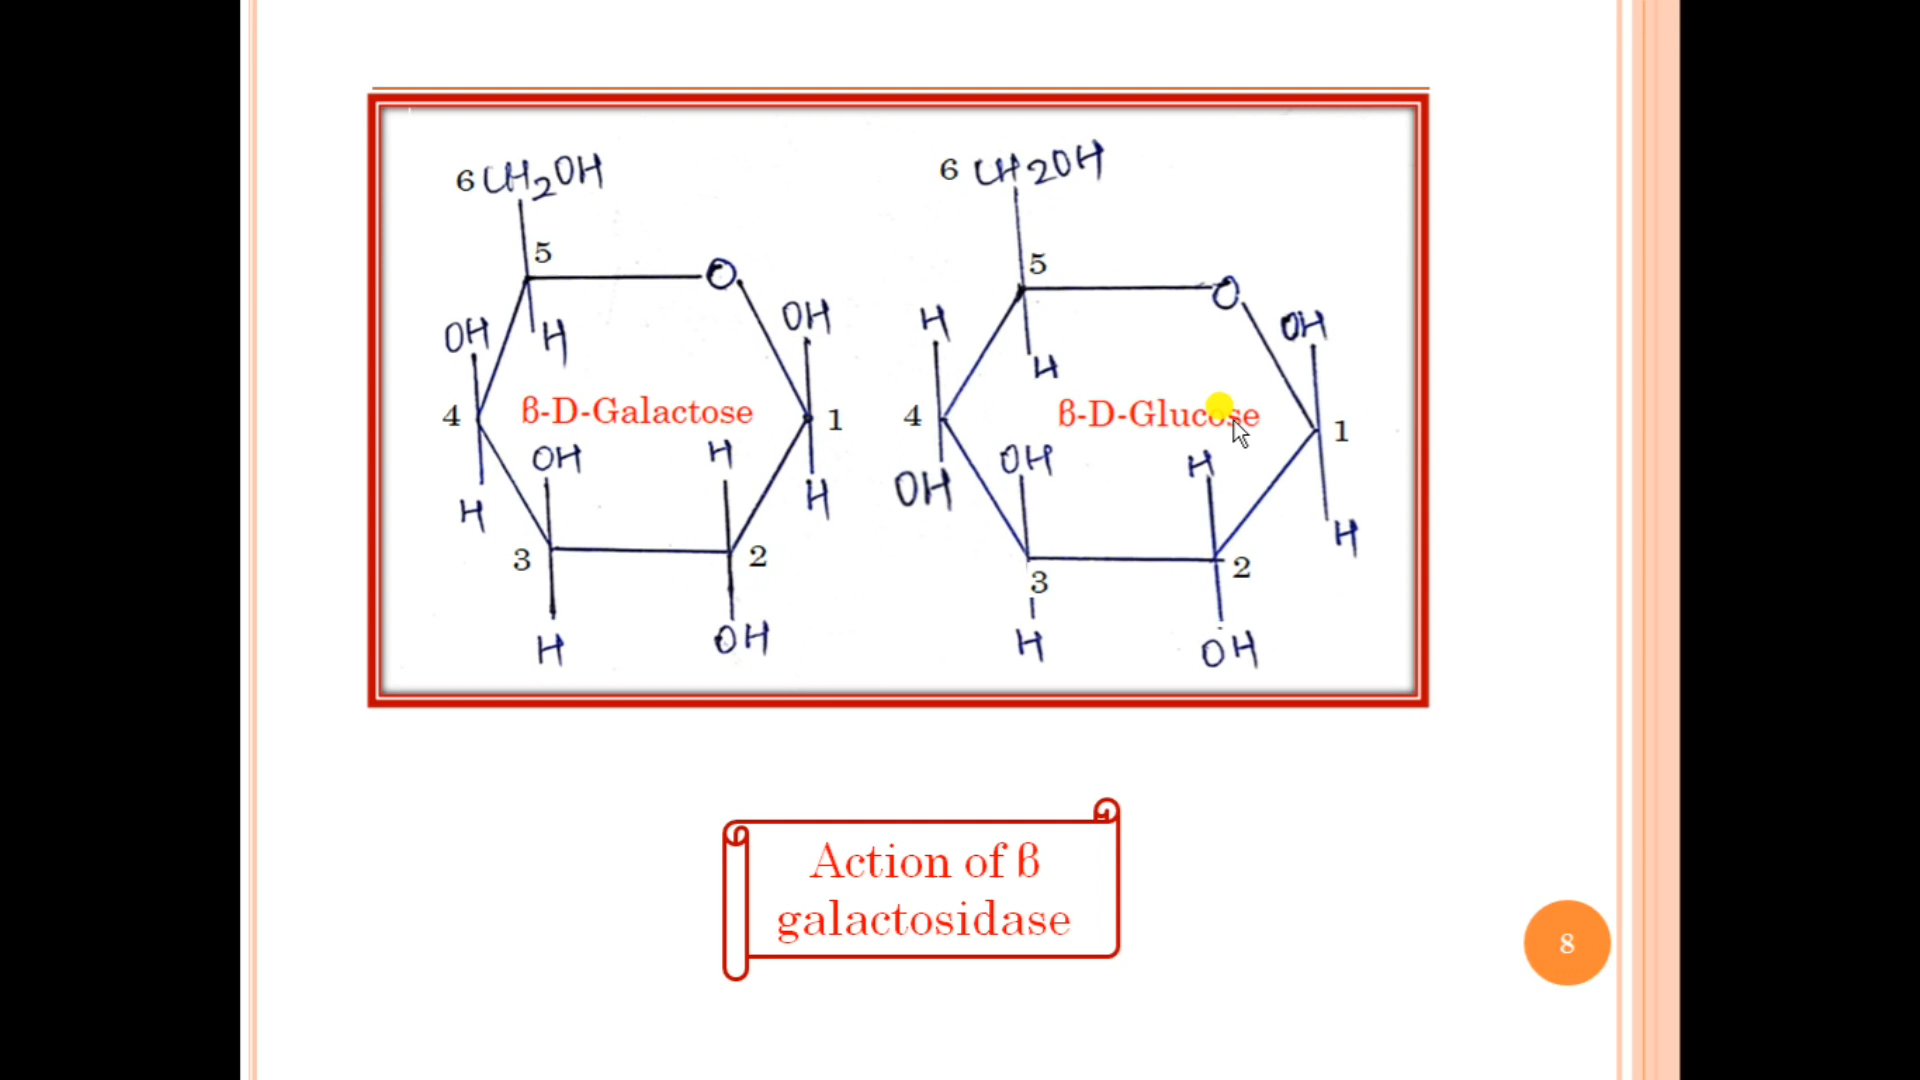 6 CH2OH
5
O
OH
H
OH
4
β-D-Galactose
1
OH
H
H
H
3
2
H
OH
6 CH2OH
5
O
H
H
OH
4
β-D-Glucose
1
OH
OH
H
H
3
2
H
OH
Action of β
galactosidase
8